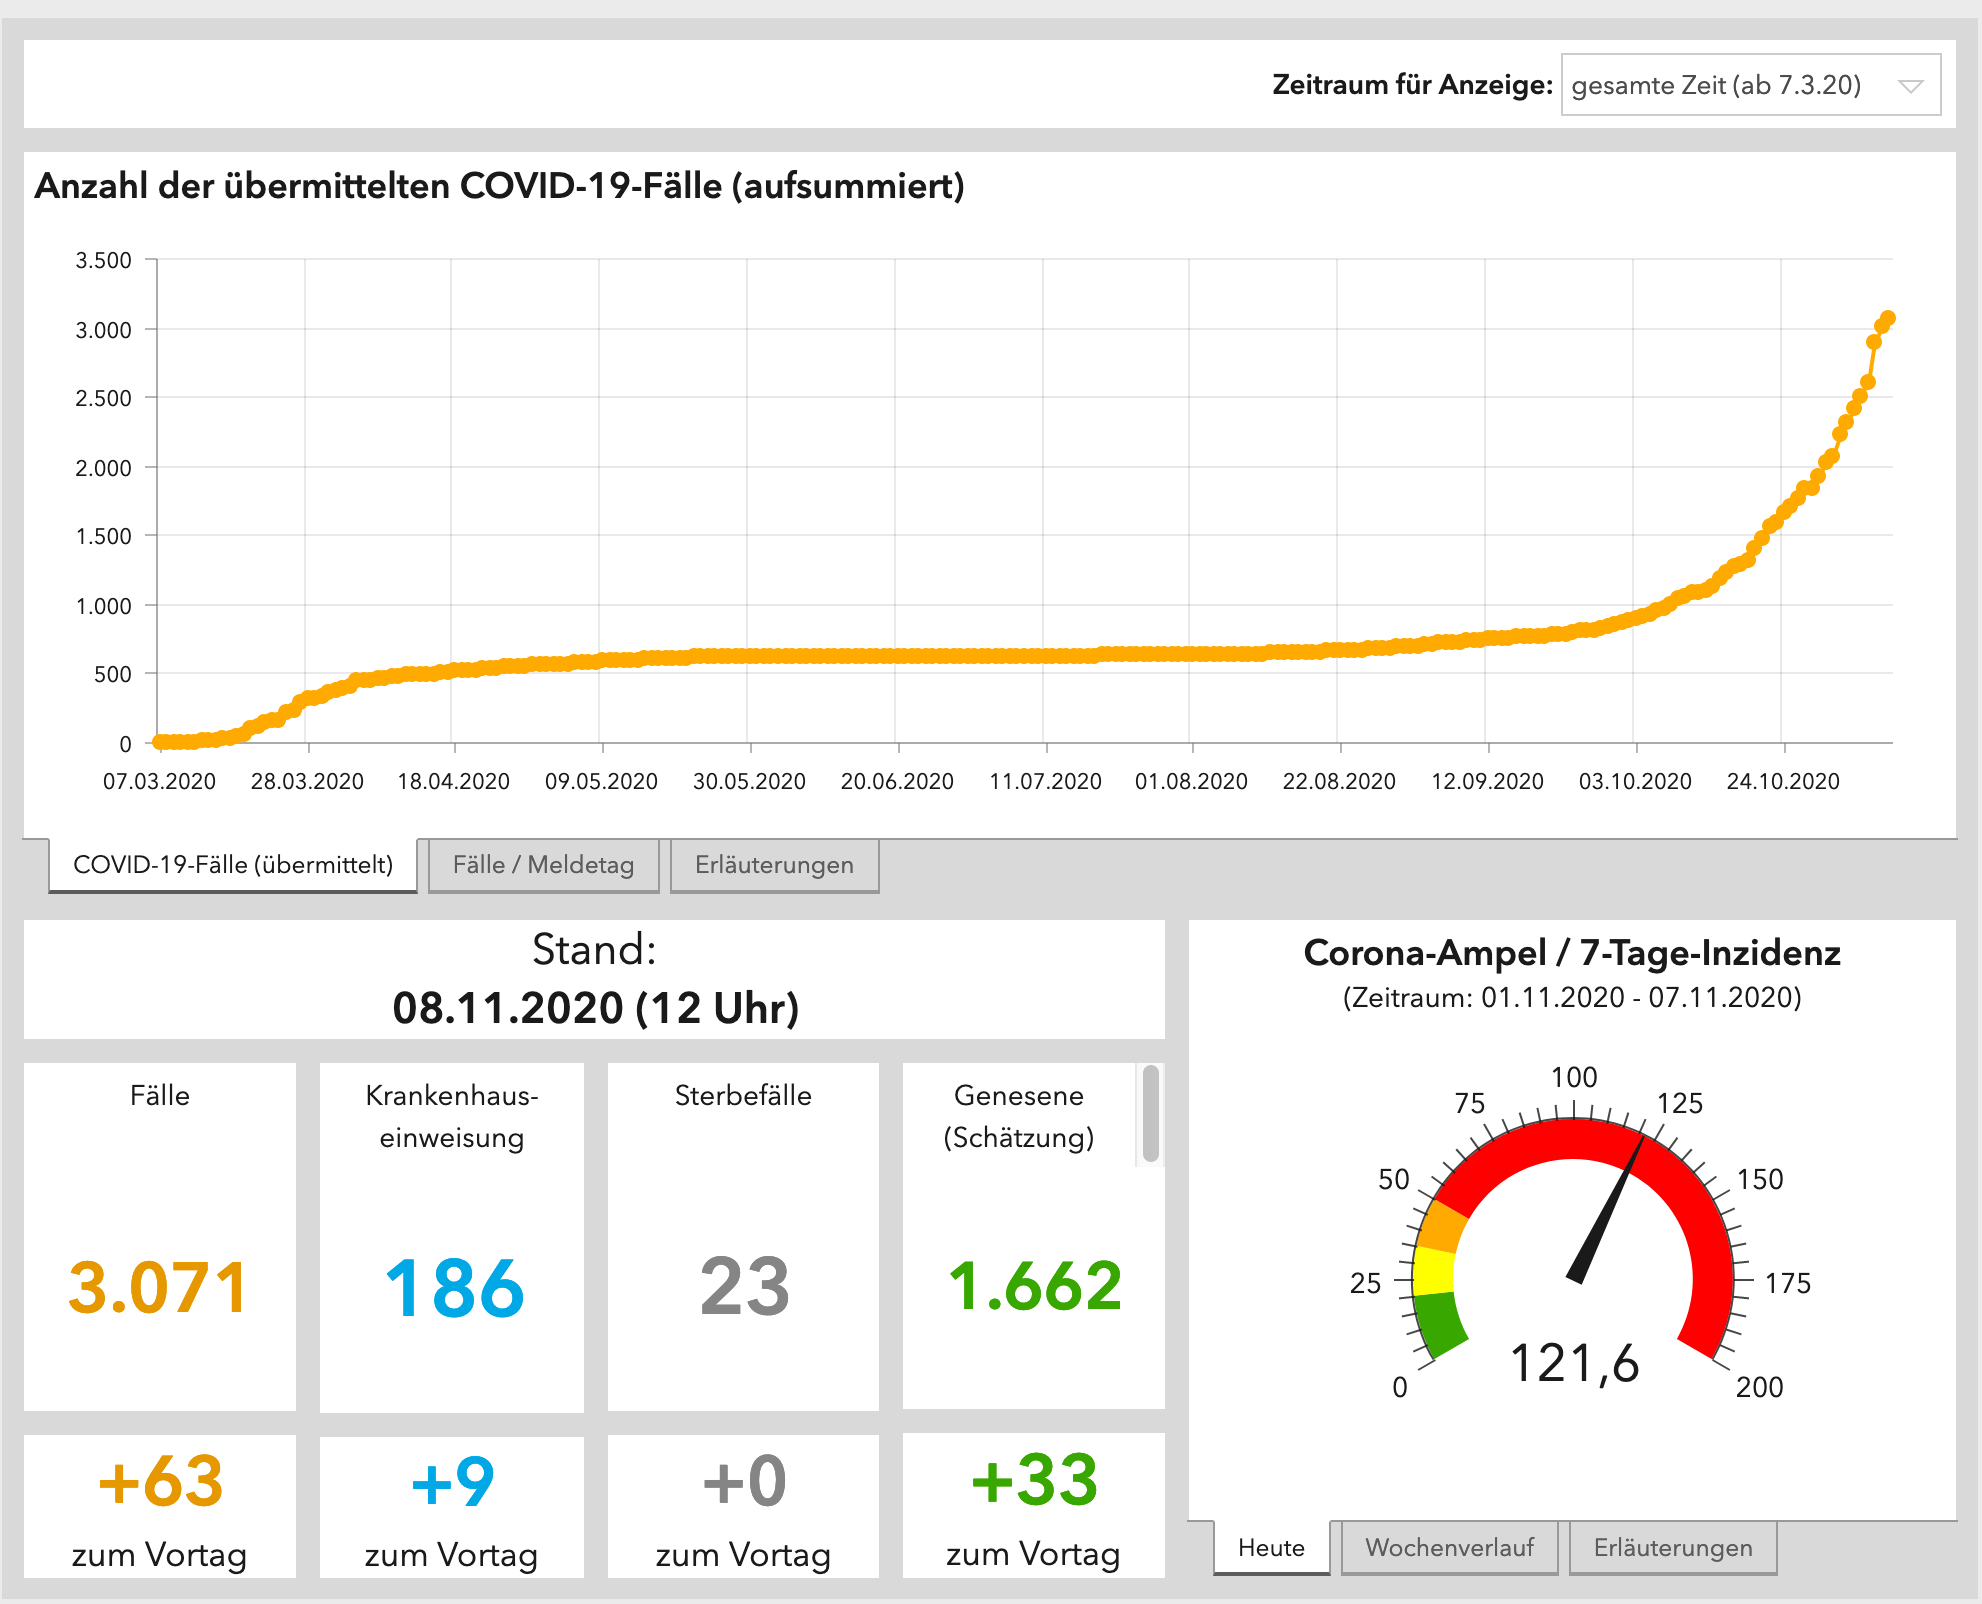 Zeitraum für Anzeige: gesamte Zeit (ab 7.3.20)
Anzahl der übermittelten COVID-19-Fälle (aufsummiert)
3.500
3.000
2.500
2.000
1.500
1.000
500
0
07.03.2020 28.03.2020 18.04.2020 09.05.2020 30.05.2020 20.06.2020 11.07.2020 01.08.2020 22.08.2020 12.09.2020 03.10.2020 24.10.2020
COVID-19-Fälle (übermittelt) Fälle / Meldetag Erläuterungen
Stand:
08.11.2020 (12 Uhr)
Fälle
3.071
+63
zum Vortag
Krankenhaus-
einweisung
186
+9
zum Vortag
Sterbefälle
23
+0
zum Vortag
Genesene
(Schätzung)
1.662
+33
zum Vortag
Corona-Ampel / 7-Tage-Inzidenz
(Zeitraum: 01.11.2020 - 07.11.2020)
0
25
50
75
100
125
150
175
200
121,6
Heute Wochenverlauf Erläuterungen